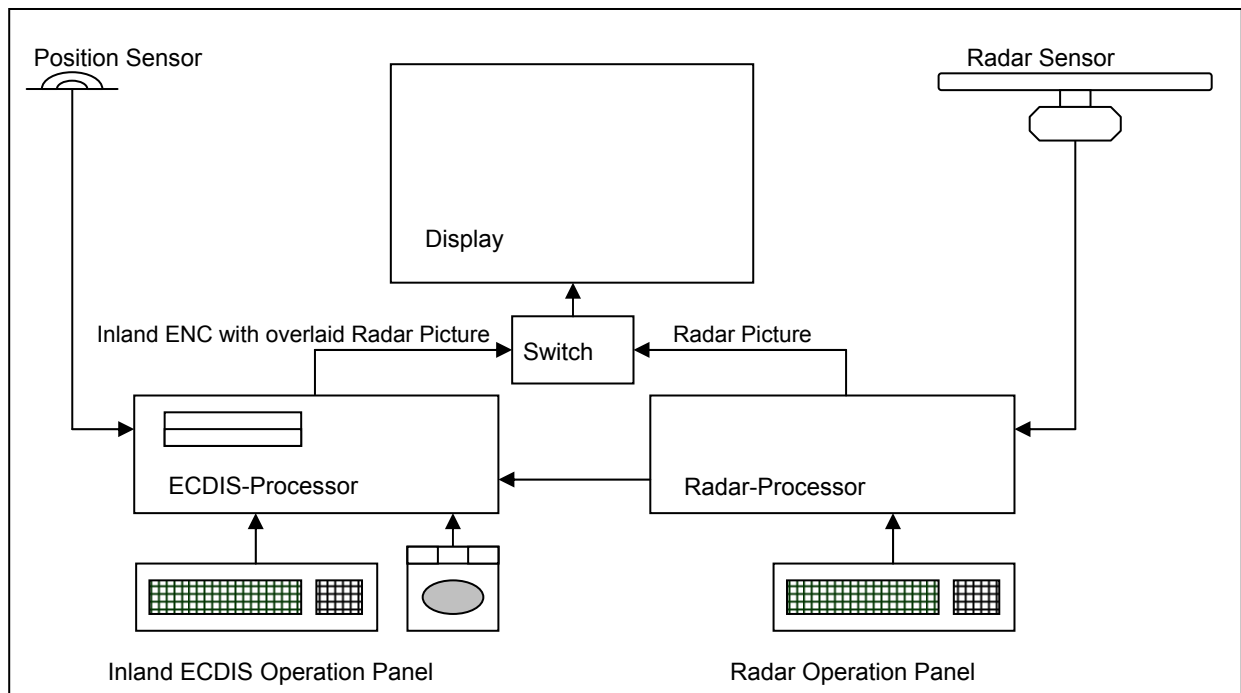 Position Sensor
Radar Sensor
Display
Inland ENC with overlaid Radar Picture
Switch
Radar Picture
ECDIS-Processor
Radar-Processor
Inland ECDIS Operation Panel
Radar Operation Panel